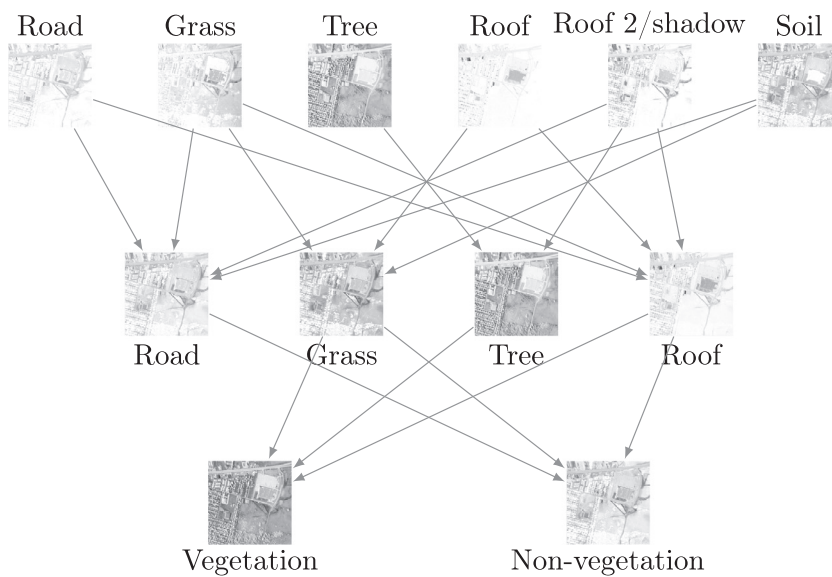 Road Grass Tree Roof Roof 2/shadow Soil
Road Grass Tree Roof
Vegetation Non-vegetation